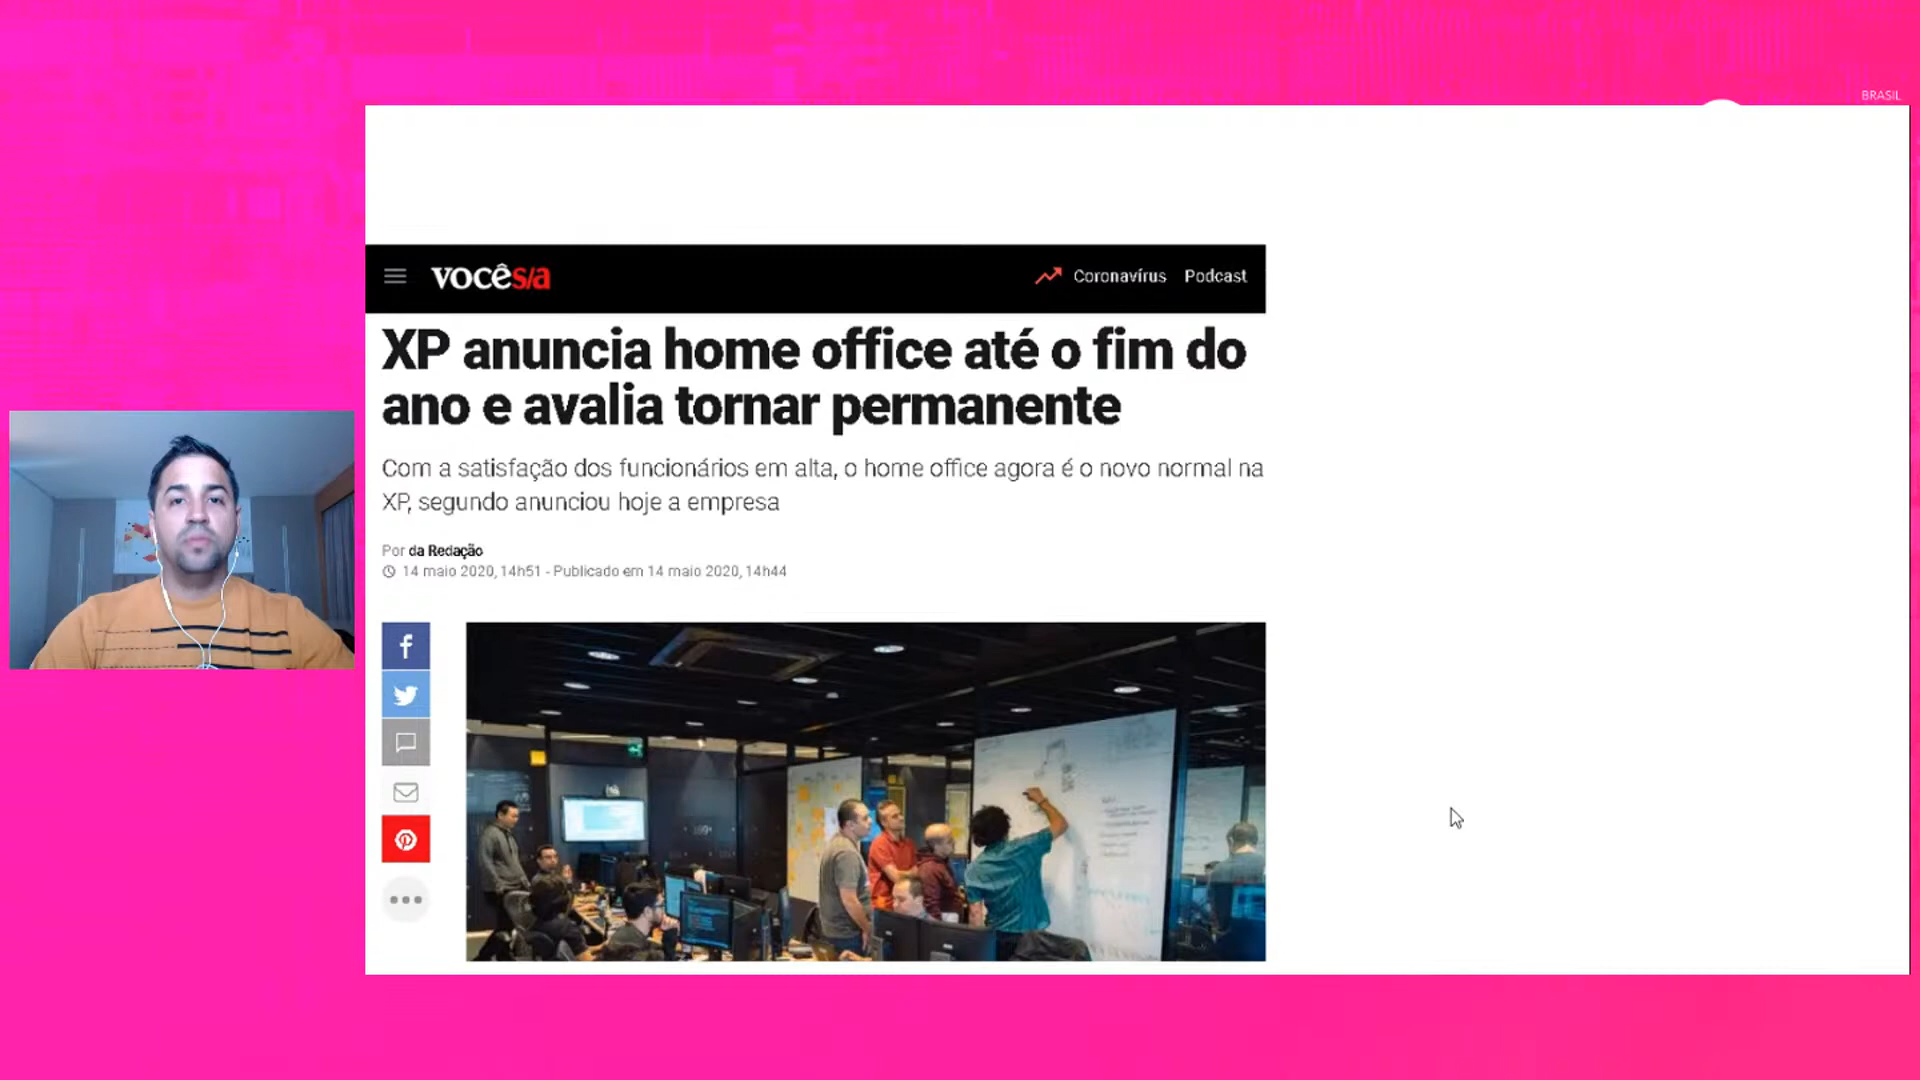 BRASIL
vocês/a
Coronavírus Podcast
XP anuncia home office até o fim do
ano e avalia tornar permanente
Com a satisfação dos funcionários em alta, o home office agora é o novo normal na
XP, segundo anunciou hoje a empresa
Por da Redação
14 maio 2020, 14h51 - Publicado em 14 maio 2020, 14h44